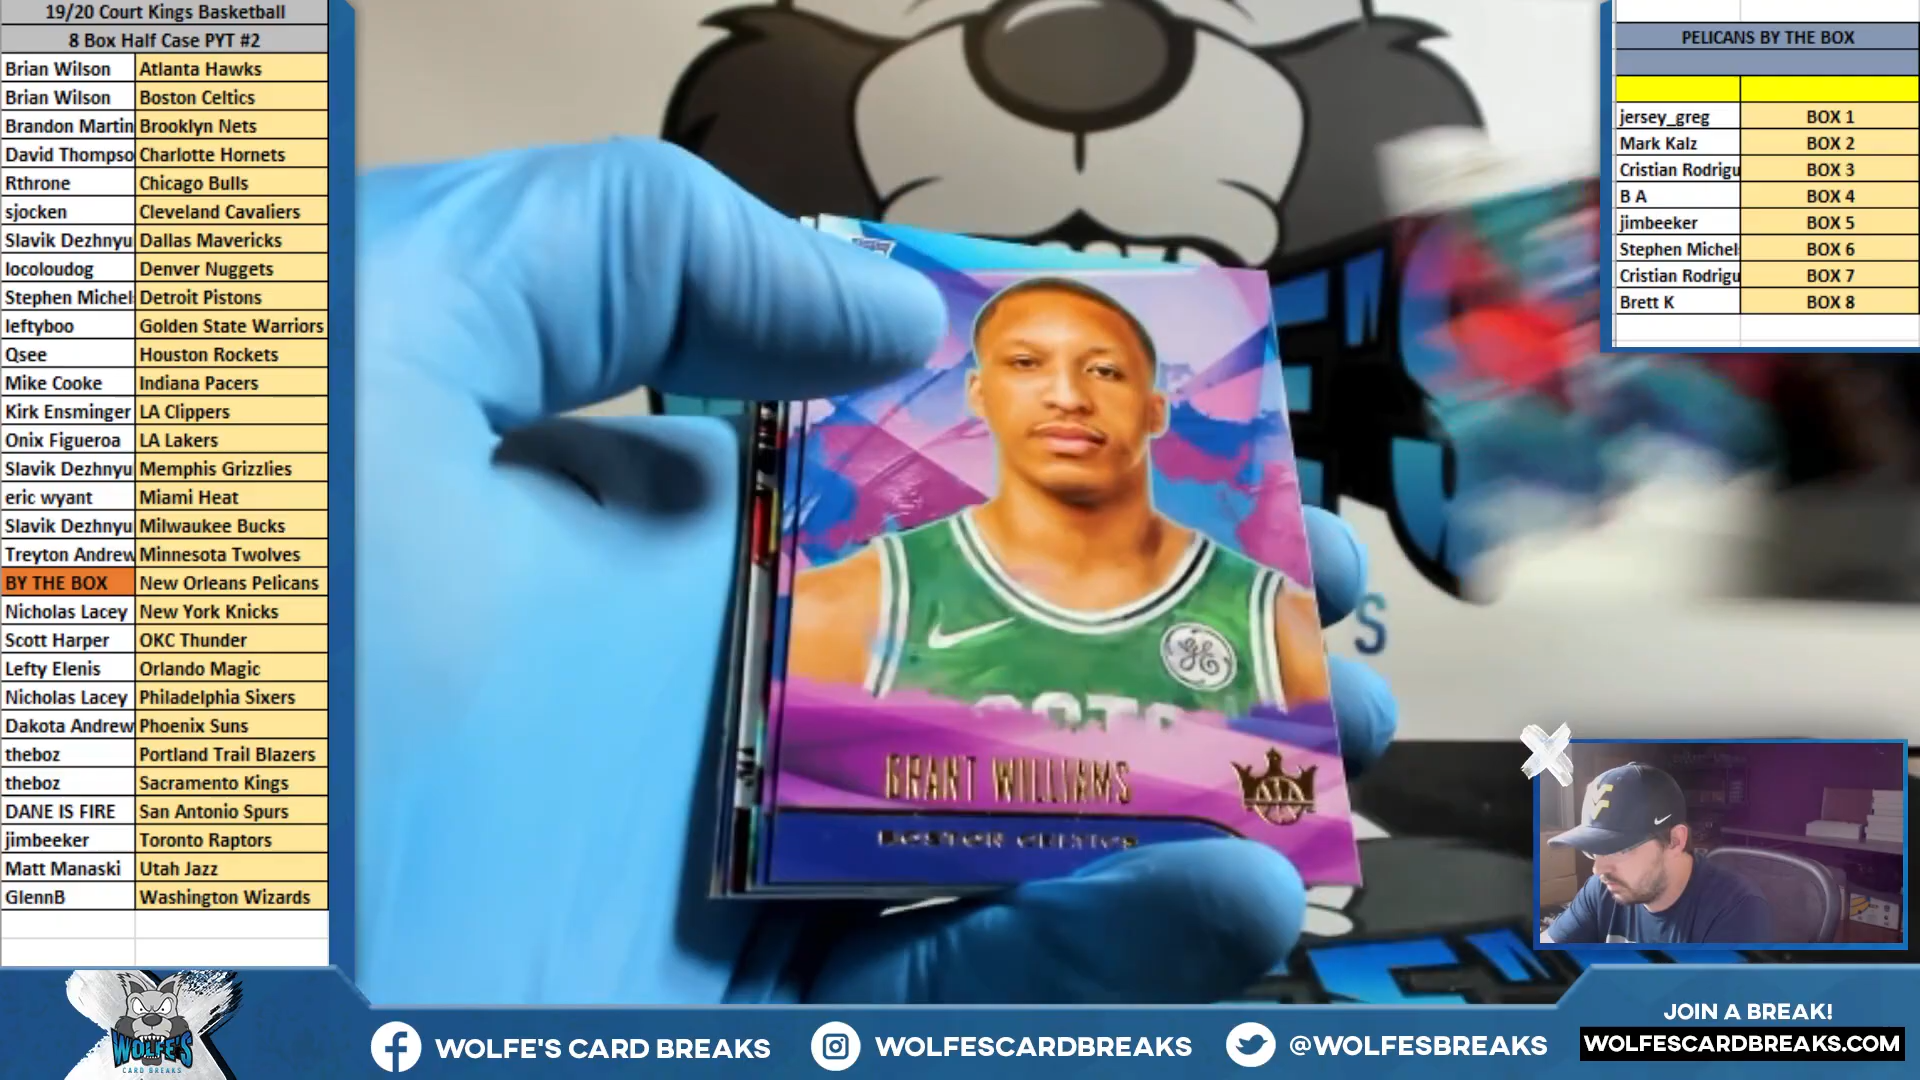 19/20 Court Kings Basketball
8 Box Half Case PYT #2
Brian Wilson Atlanta Hawks
Brian Wilson Boston Celtics
Brandon Martin Brooklyn Nets
David Thompso Charlotte Hornets
Rthrone Chicago Bulls
sjocken Cleveland Cavaliers
Slavik Dezhnyu Dallas Mavericks
locoloudog Denver Nuggets
Stephen Michel Detroit Pistons
leftyboo Golden State Warriors
Qsee Houston Rockets
Mike Cooke Indiana Pacers
Kirk Ensminger LA Clippers
Onix Figueroa LA Lakers
Slavik Dezhnyu Memphis Grizzlies
eric wyant Miami Heat
Slavik Dezhnyu Milwaukee Bucks
Treyton Andrew Minnesota Twolves
BY THE BOX New Orleans Pelicans
Nicholas Lacey New York Knicks
Scott Harper OKC Thunder
Lefty Elenis Orlando Magic
Nicholas Lacey Philadelphia Sixers
Dakota Andrew Phoenix Suns
theboz Portland Trail Blazers
theboz Sacramento Kings
DANE IS FIRE San Antonio Spurs
jimbeeker Toronto Raptors
Matt Manaski Utah Jazz
GlennB Washington Wizards
PELICANS BY THE BOX
jersey_greg BOX 1
Mark Kalz BOX 2
Cristian Rodrigu BOX 3
B A BOX 4
jimbeeker BOX 5
Stephen Michel BOX 6
Cristian Rodrigu BOX 7
Brett K BOX 8
GRANT WILLIAMS
BOSTON CELTICS
WOLFE'S
CARD BREAKS
WOLFE'S CARD BREAKS
WOLFESCARDBREAKS
@WOLFESBREAKS
JOIN A BREAK!
WOLFESCARDBREAKS.COM